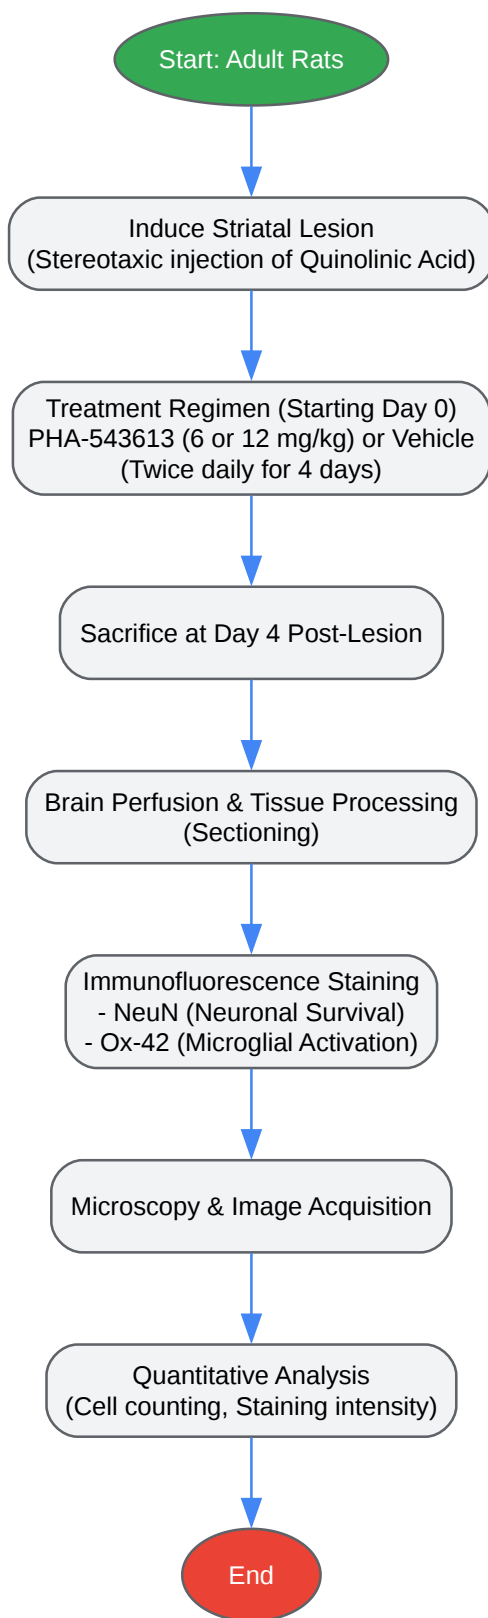 Start: Adult Rats
Induce Striatal Lesion
(Stereotaxic injection of Quinolinic Acid)
Treatment Regimen (Starting Day 0)
PHA-543613 (6 or 12 mg/kg) or Vehicle
(Twice daily for 4 days)
Sacrifice at Day 4 Post-Lesion
Brain Perfusion & Tissue Processing
(Sectioning)
Immunofluorescence Staining
- NeuN (Neuronal Survival)
- Ox-42 (Microglial Activation)
Microscopy & Image Acquisition
Quantitative Analysis
(Cell counting, Staining intensity)
End